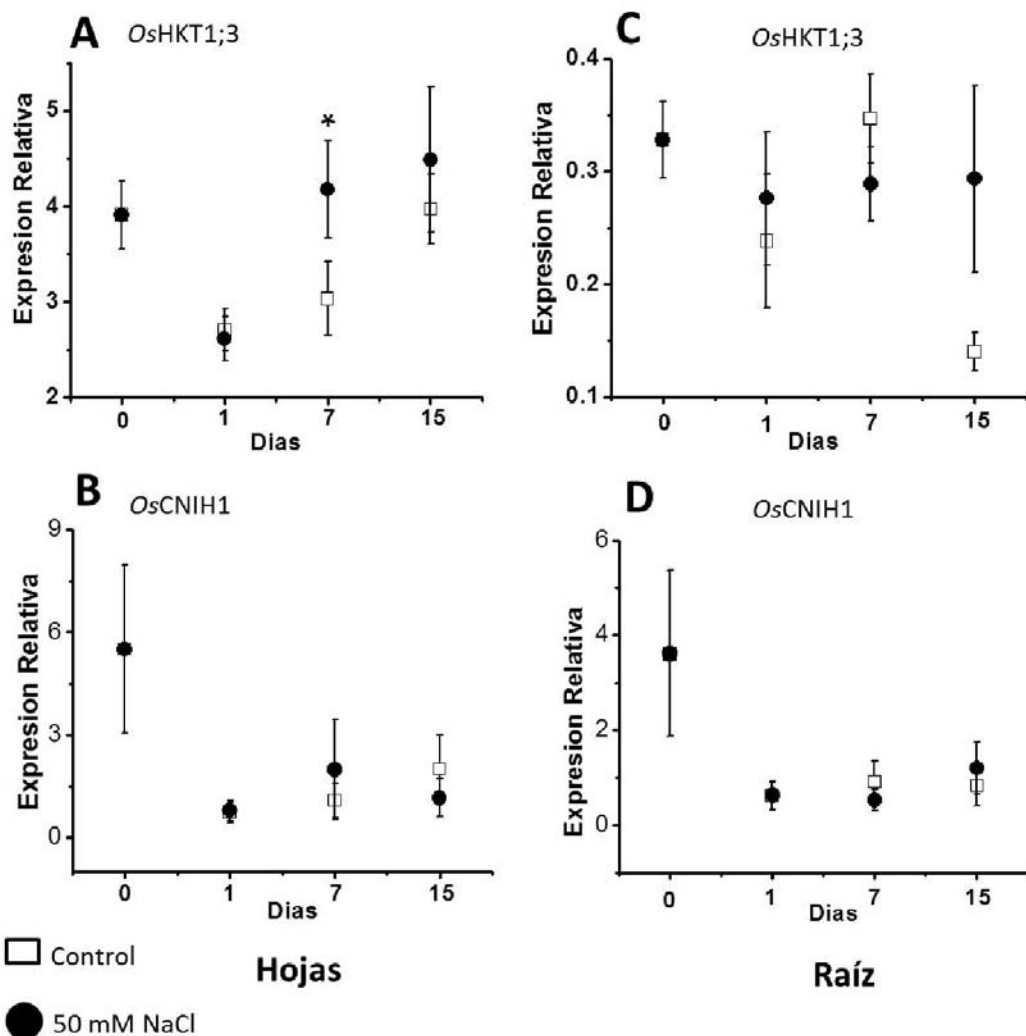 A OsHKT1;3
Expresion Relativa
5
4
3
2
*
0 1 7 15
Dias
C OsHKT1;3
Expresion Relativa
0.4
0.3
0.2
0.1
0 1 7 15
Dias
B OsCNIH1
Expresion Relativa
9
6
3
0
0 1 7 15
Dias
D OsCNIH1
Expresion Relativa
6
4
2
0
0 1 7 15
Dias
Control
50 mM NaCl
Hojas
Raíz